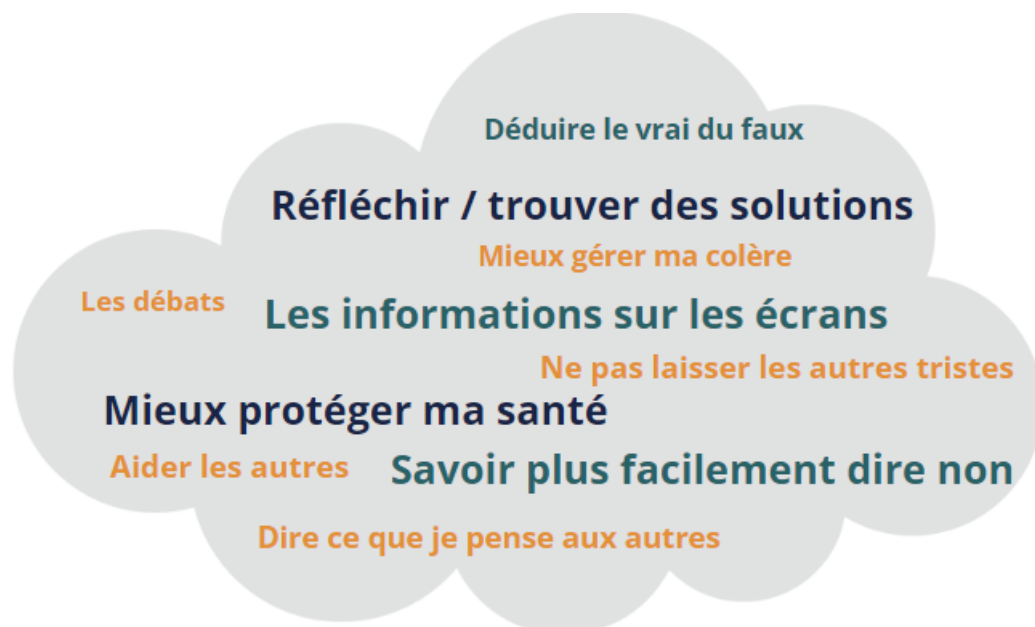 Déduire le vrai du faux
Réfléchir / trouver des solutions
Mieux gérer ma colère
Les débats
Les informations sur les écrans
Ne pas laisser les autres tristes
Mieux protéger ma santé
Aider les autres
Savoir plus facilement dire non
Dire ce que je pense aux autres